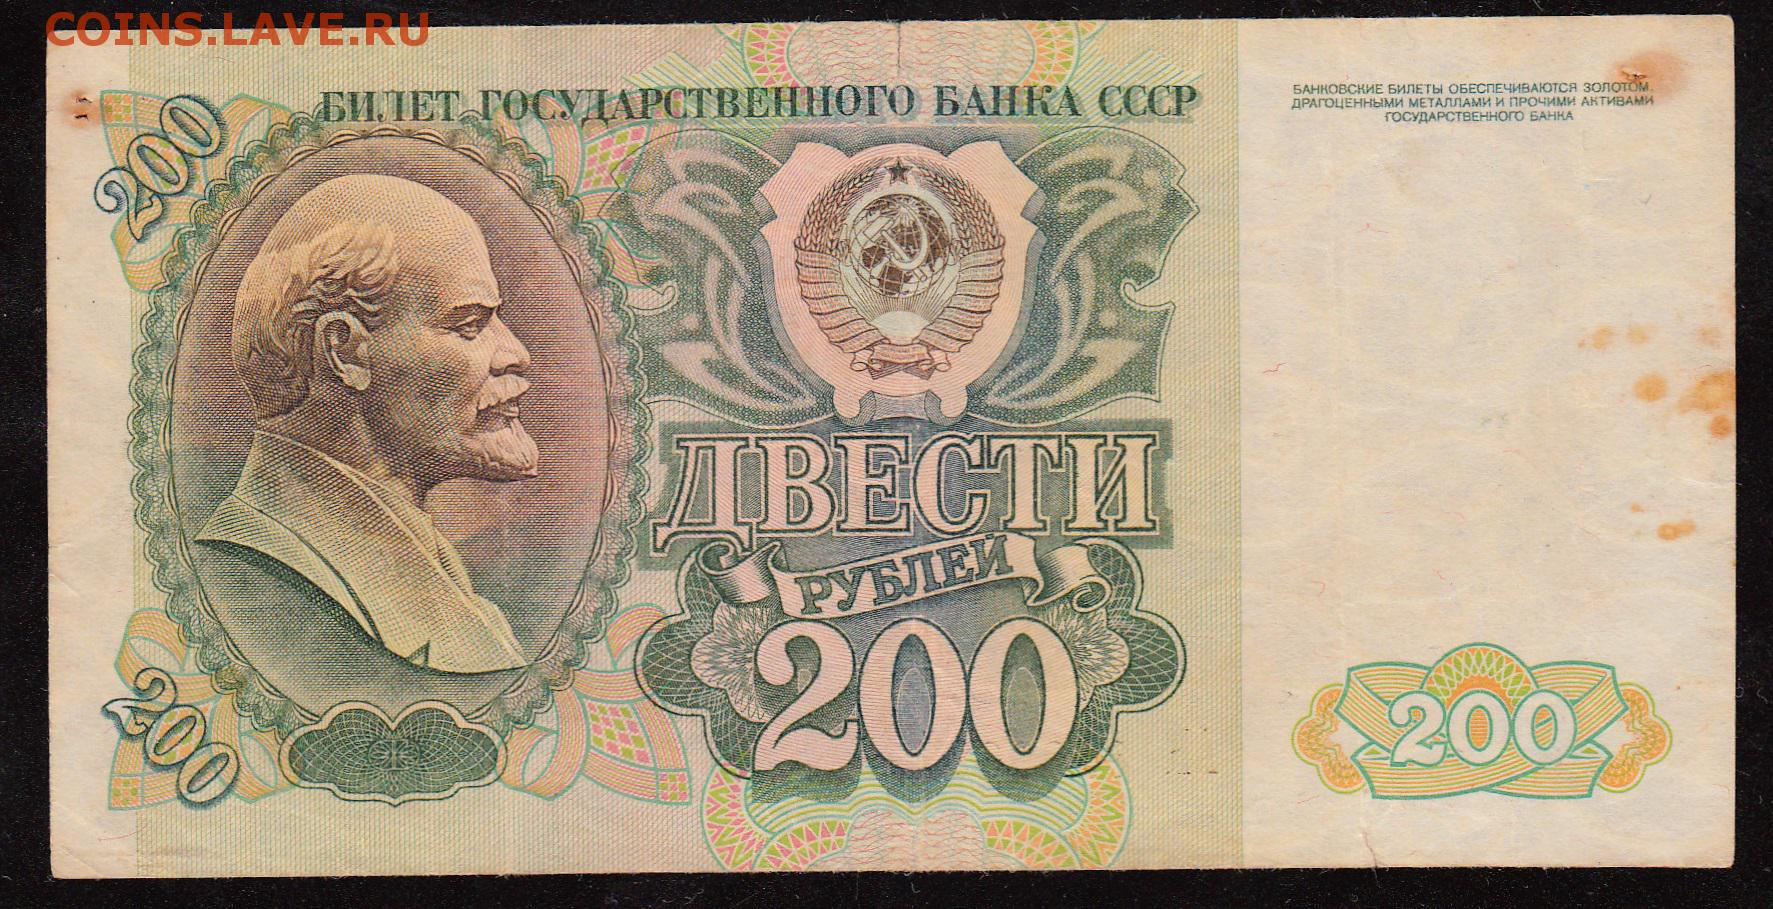 COINS.LAVE.RU
БИЛЕТ ГОСУДАРСТВЕННОГО БАНКА СССР
БАНКОВСКИЕ БИЛЕТЫ ОБЕСПЕЧИВАЮТСЯ ЗОЛОТОМ,
ДРАГОЦЕННЫМИ МЕТАЛЛАМИ И ПРОЧИМИ АКТИВАМИ
ГОСУДАРСТВЕННОГО БАНКА
200
ДВЕСТИ
РУБЛЕЙ
200
200
200